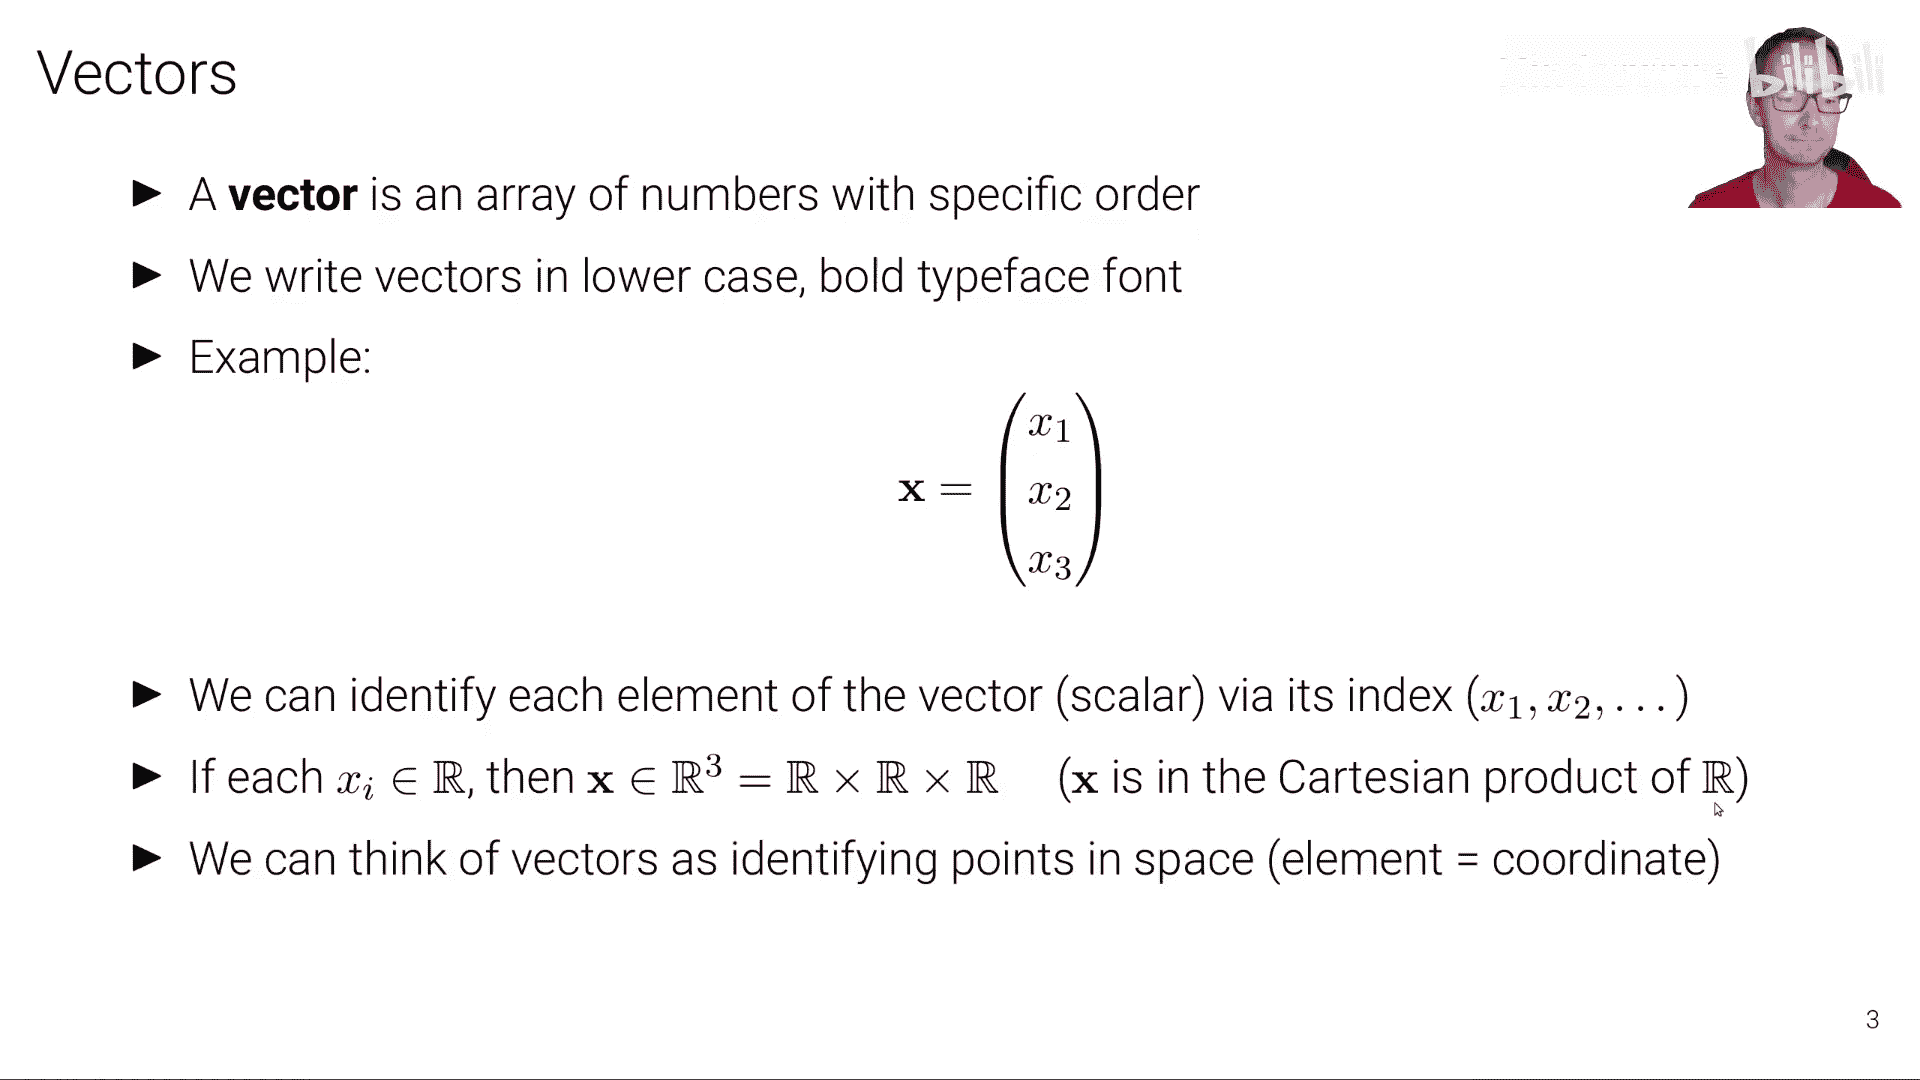 Vectors
bilibili
▶ A vector is an array of numbers with specific order
▶ We write vectors in lower case, bold typeface font
▶ Example:
x = (x₁
x₂
x₃)
▶ We can identify each element of the vector (scalar) via its index (x₁, x₂, . . . )
▶ If each xᵢ ∈ ℝ, then x ∈ ℝ³ = ℝ × ℝ × ℝ (x is in the Cartesian product of ℝ)
▶ We can think of vectors as identifying points in space (element = coordinate)
3